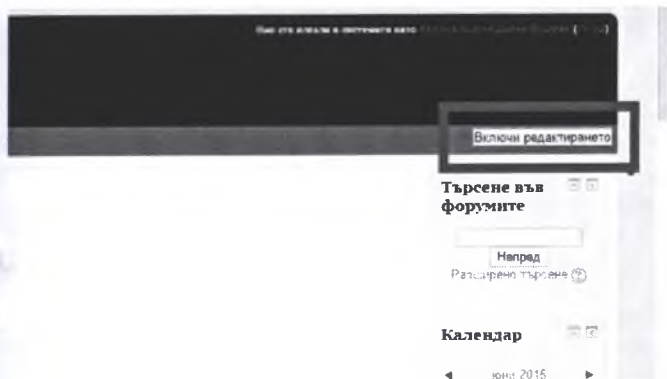 Вие сте влезли в системата като
Включи редактирането
Търсене във
форумите
Напред
Разширено търсене
Календар
юни 2015